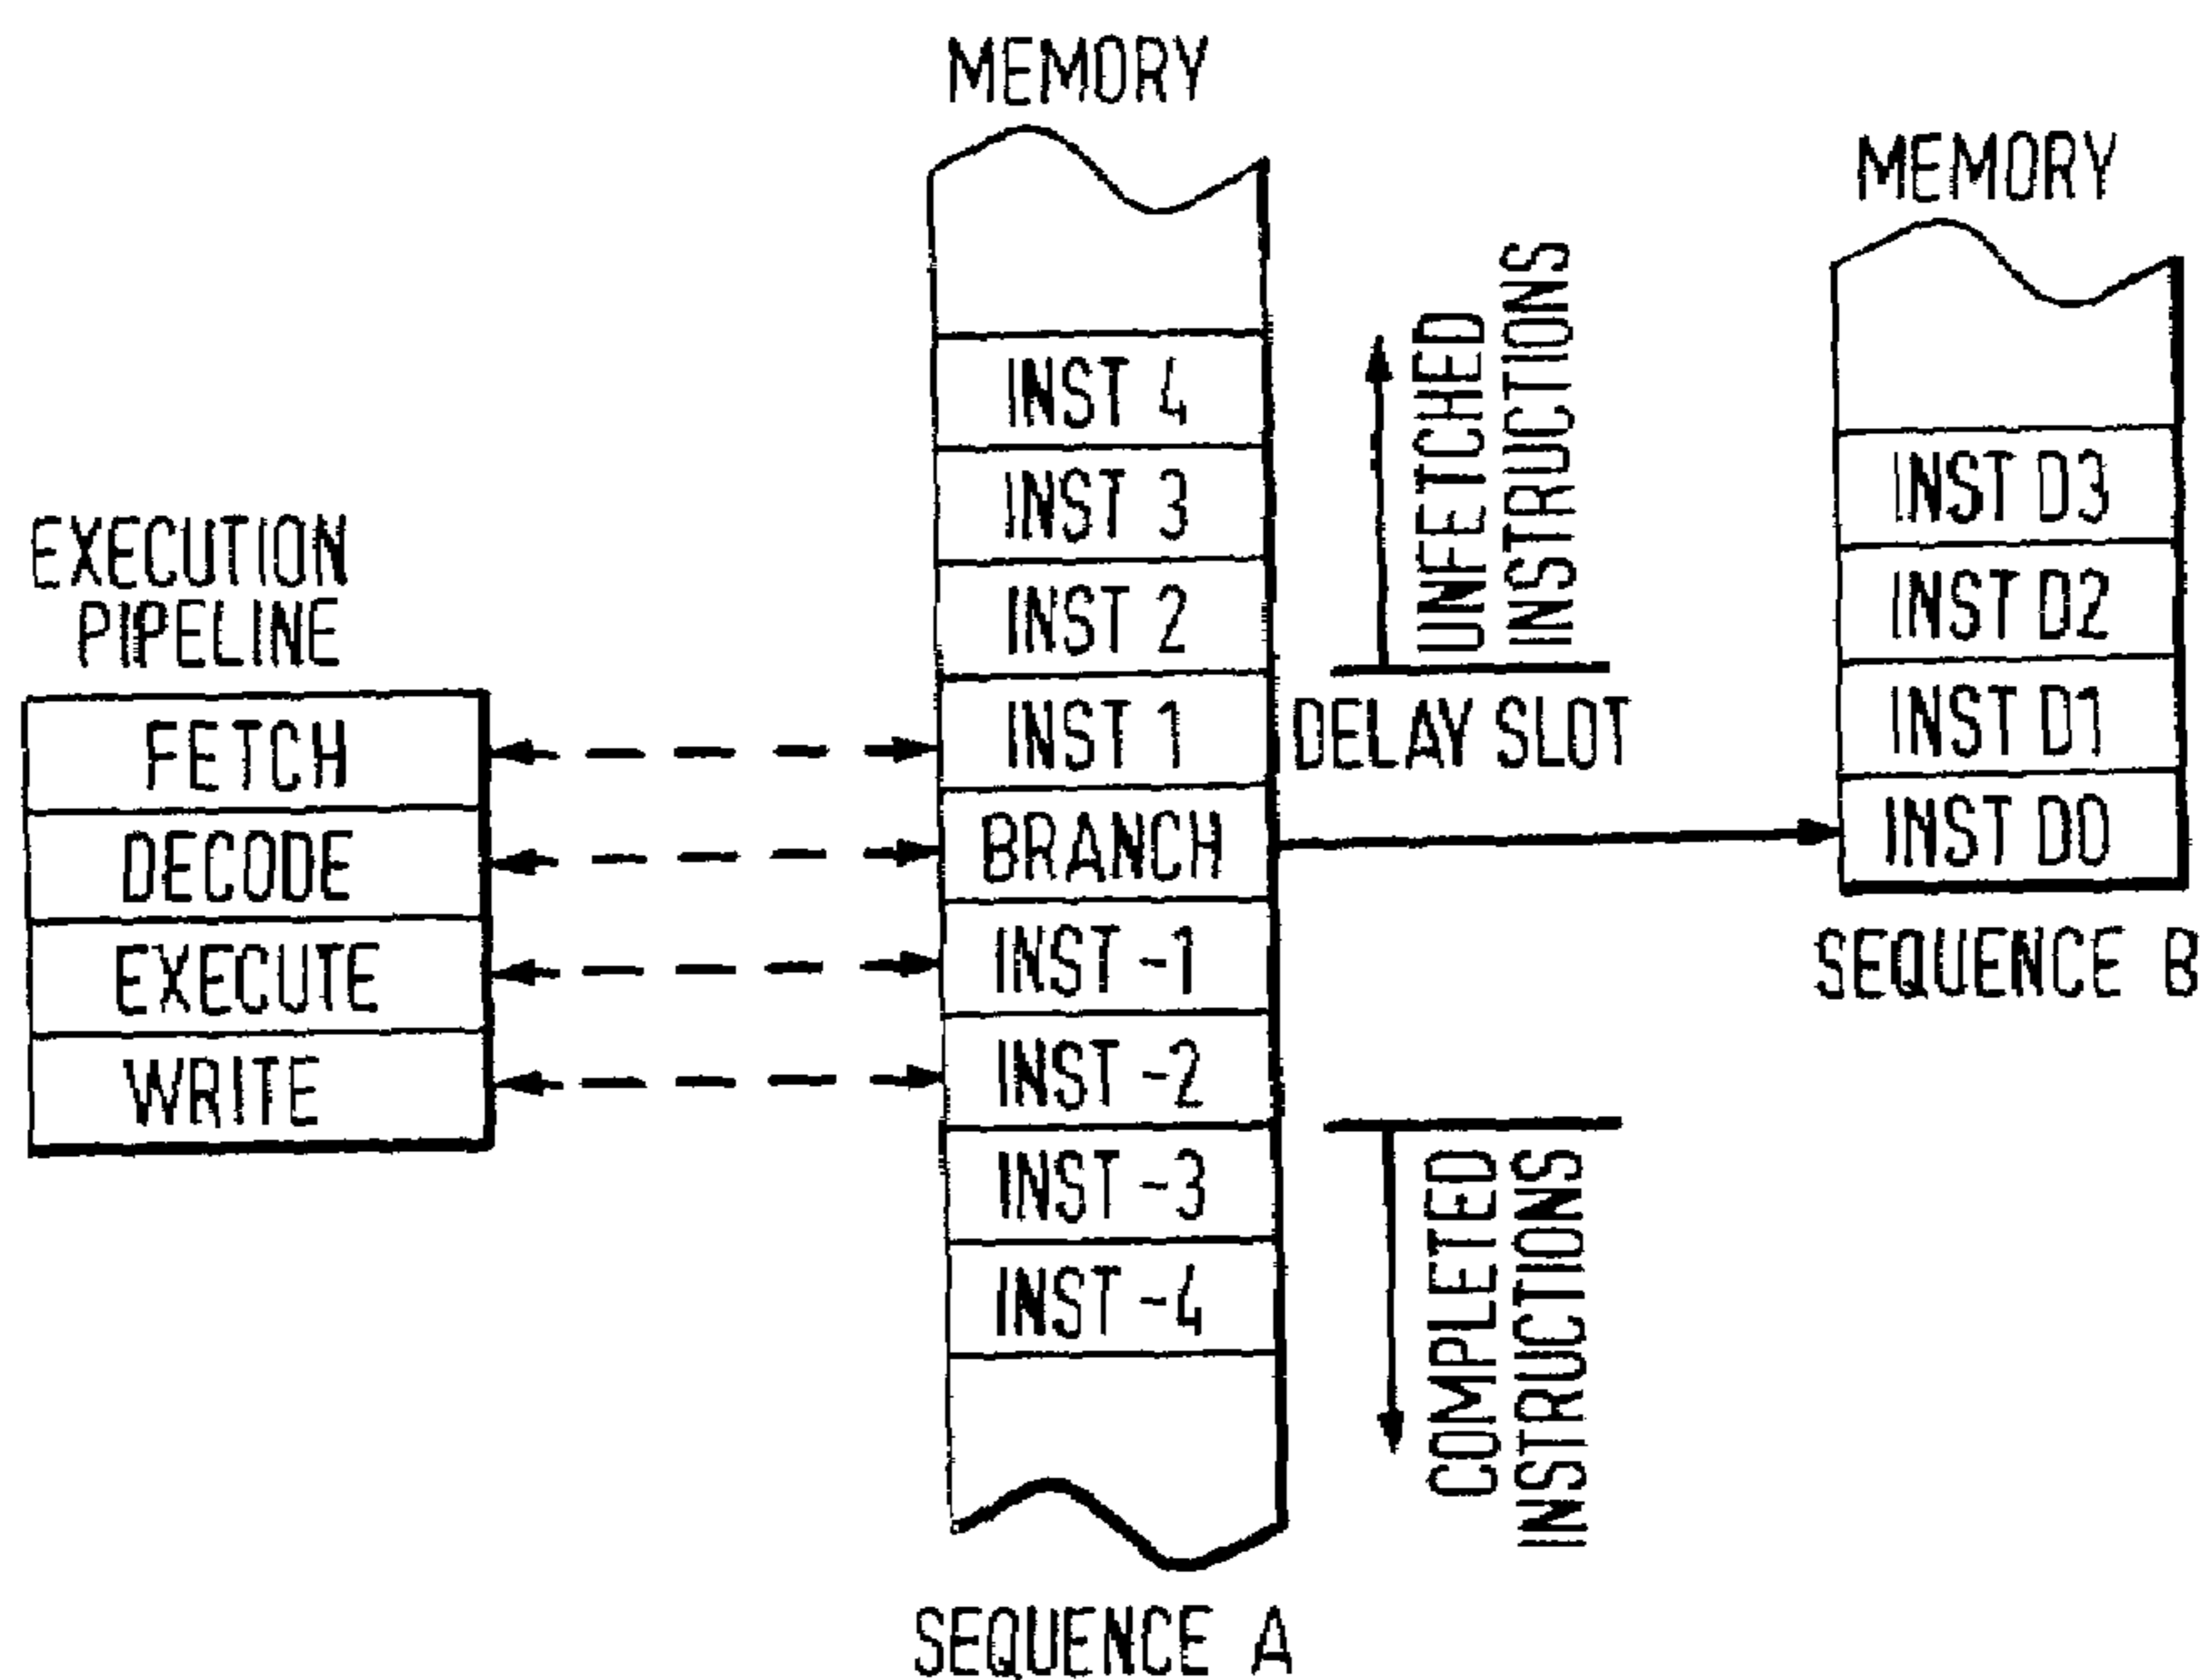 EXECUTION
PIPELINE
FETCH
DECODE
EXECUTE
WRITE
MEMORY
INST 4
INST 3
INST 2
INST 1
BRANCH
INST -1
INST -2
INST -3
INST -4
SEQUENCE A
UNFETCHED
INSTRUCTIONS
DELAY SLOT
COMPLETED
INSTRUCTIONS
MEMORY
INST D3
INST D2
INST D1
INST D0
SEQUENCE B